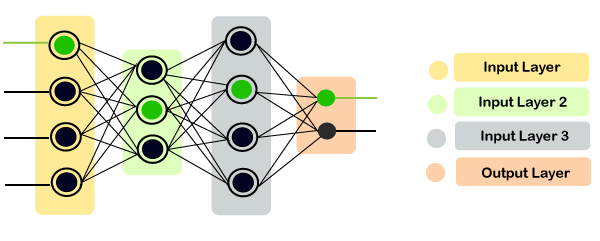 Input Layer
Input Layer 2
Input Layer 3
Output Layer